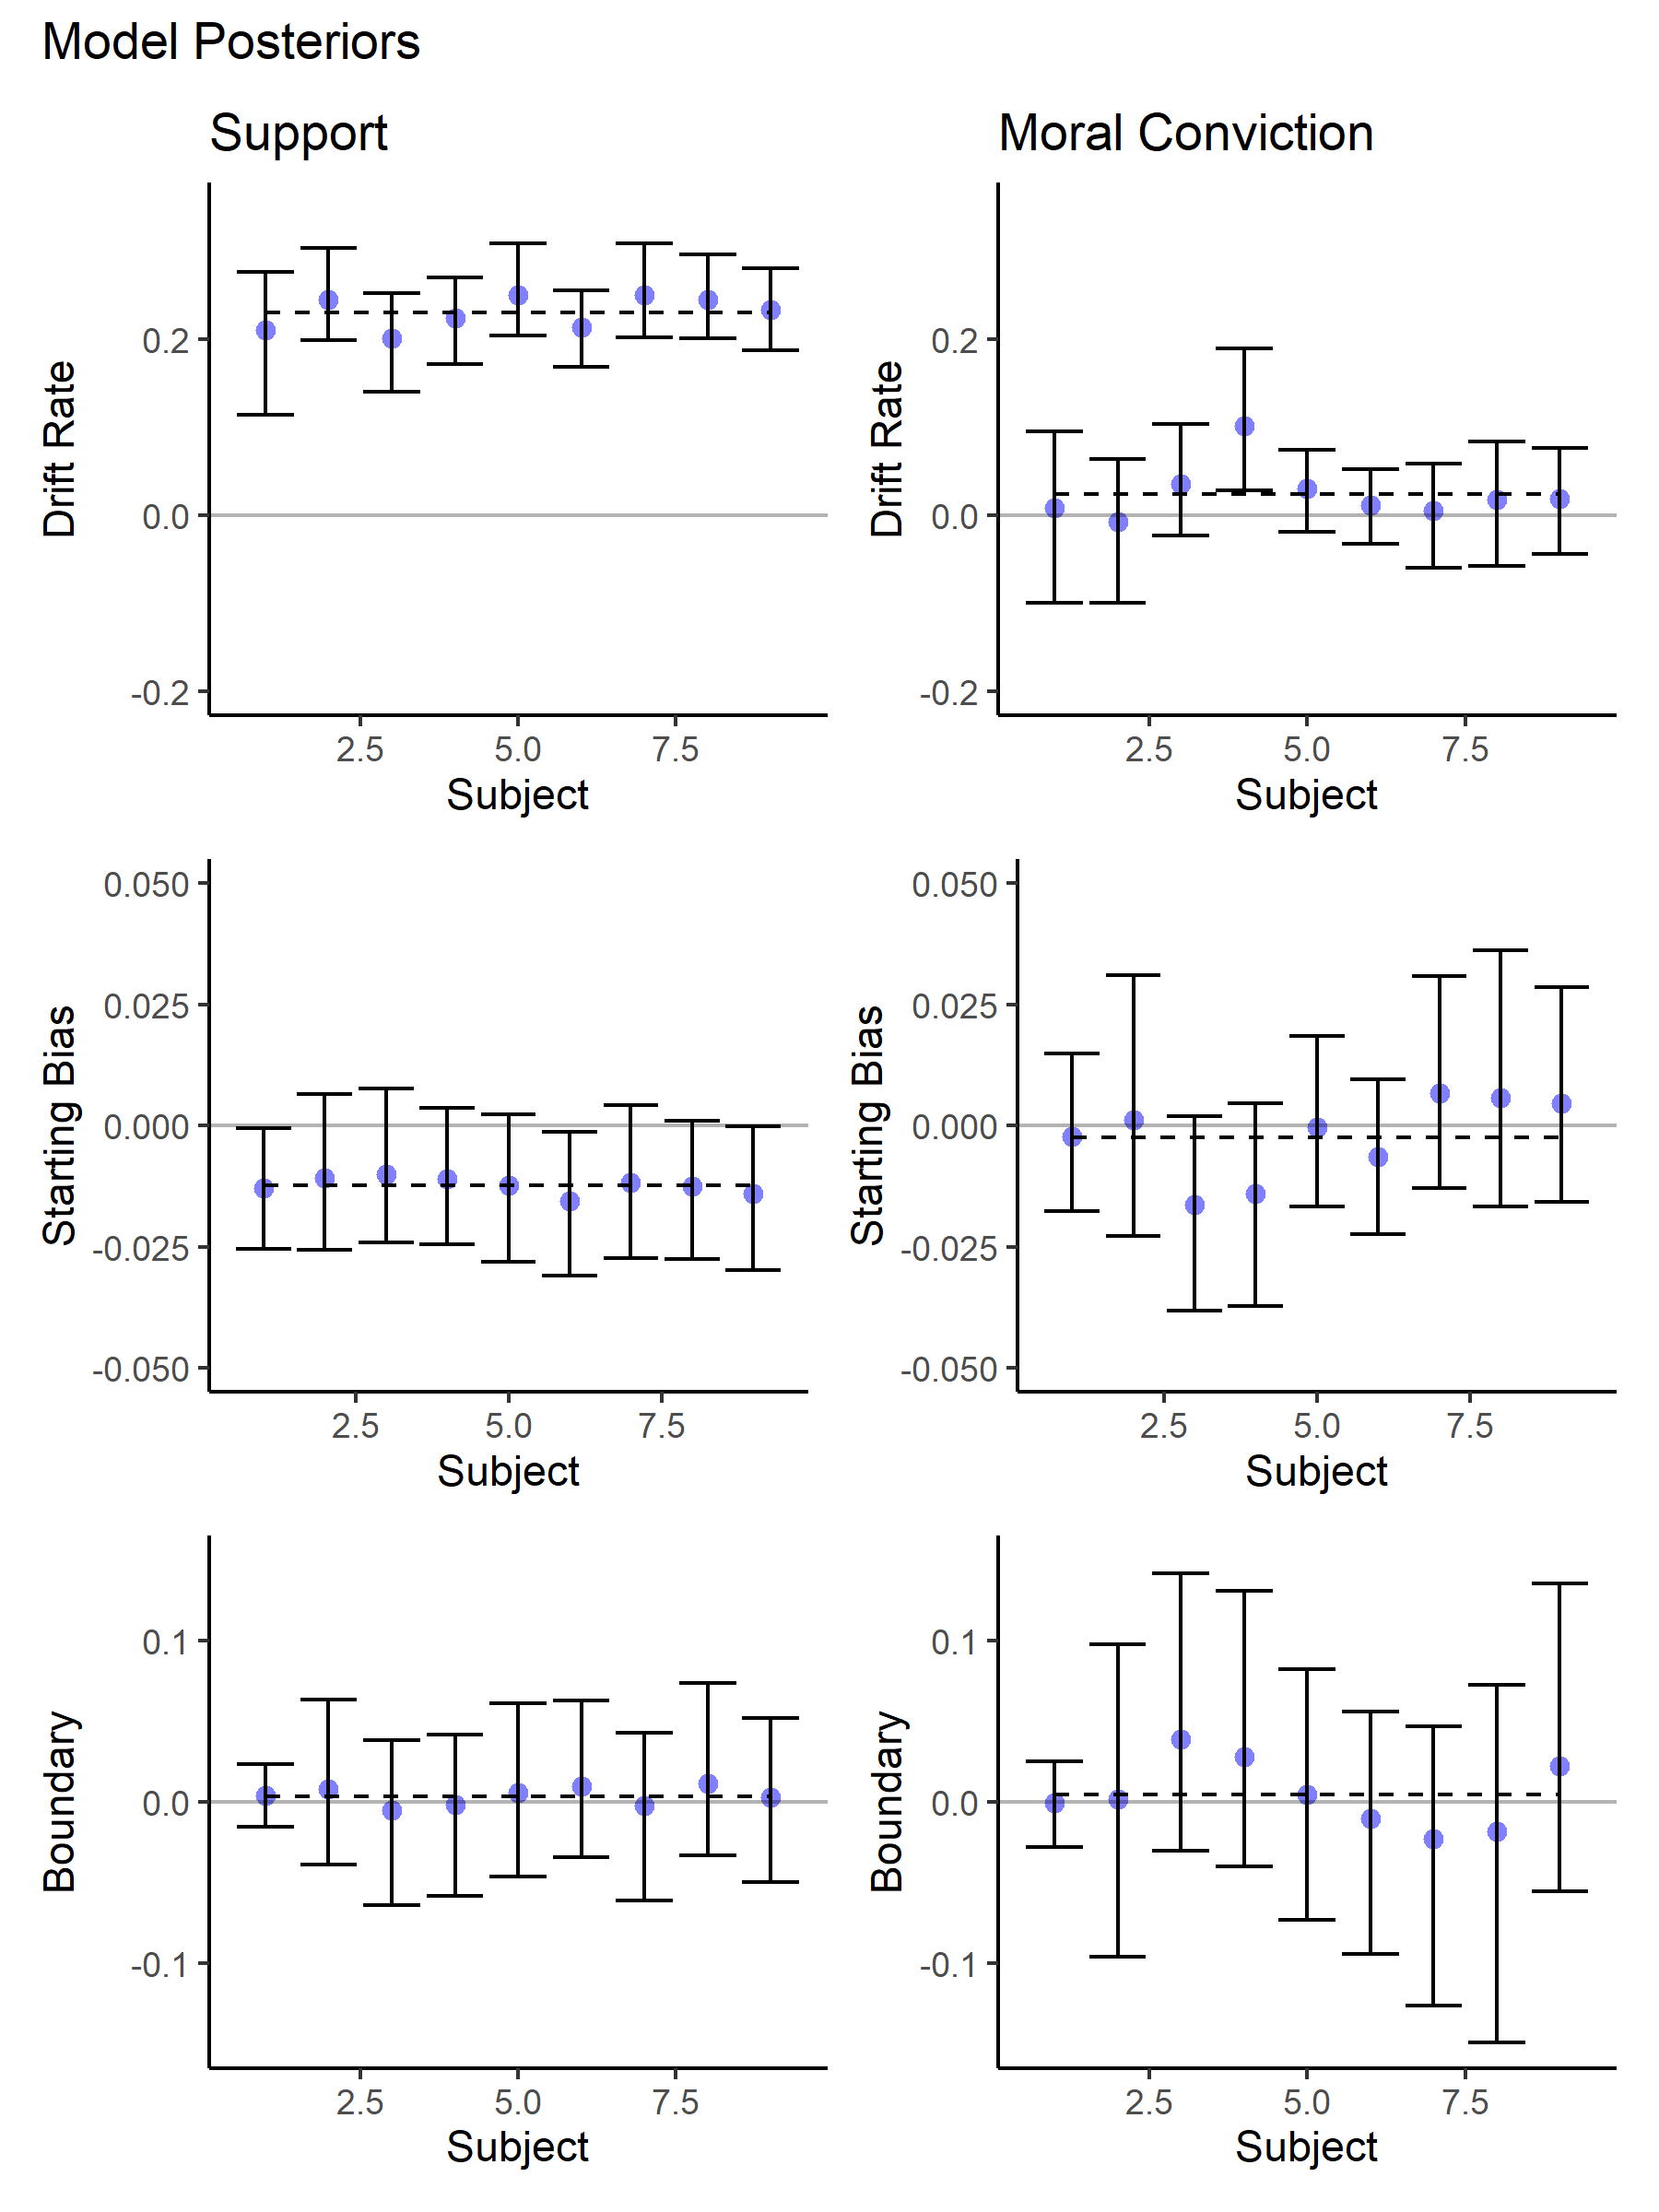 Model Posteriors
Support
Moral Conviction
Drift Rate
0.2
0.0
-0.2
2.5 5.0 7.5
Subject
Drift Rate
0.2
0.0
-0.2
2.5 5.0 7.5
Subject
Starting Bias
0.050
0.025
0.000
-0.025
-0.050
2.5 5.0 7.5
Subject
Starting Bias
0.050
0.025
0.000
-0.025
-0.050
2.5 5.0 7.5
Subject
Boundary
0.1
0.0
-0.1
2.5 5.0 7.5
Subject
Boundary
0.1
0.0
-0.1
2.5 5.0 7.5
Subject